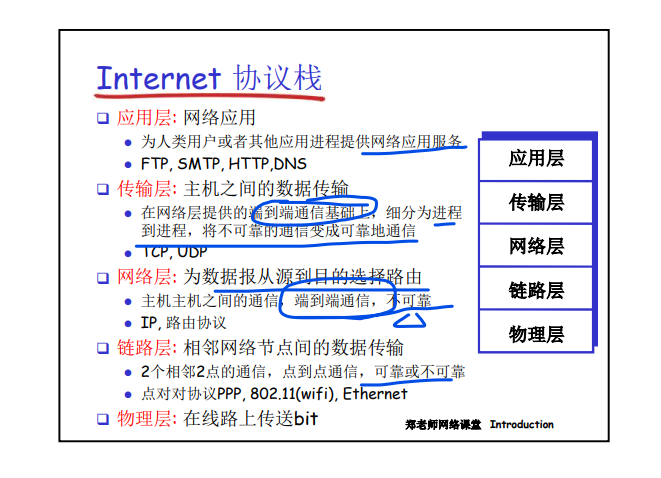 Internet 协议栈
应用层: 网络应用
为人类用户或者其他应用进程提供网络应用服务
FTP, SMTP, HTTP,DNS
传输层: 主机之间的数据传输
在网络层提供的端到端通信基础上，细分为进程
到进程，将不可靠的通信变成可靠地通信
TCP, UDP
网络层: 为数据报从源到目的选择路由
主机主机之间的通信，端到端通信，不可靠
IP, 路由协议
链路层: 相邻网络节点间的数据传输
2个相邻2点的通信，点到点通信，可靠或不可靠
点对对协议PPP, 802.11(wifi), Ethernet
物理层: 在线路上传送bit
应用层
传输层
网络层
链路层
物理层
郑老师网络课堂 Introduction